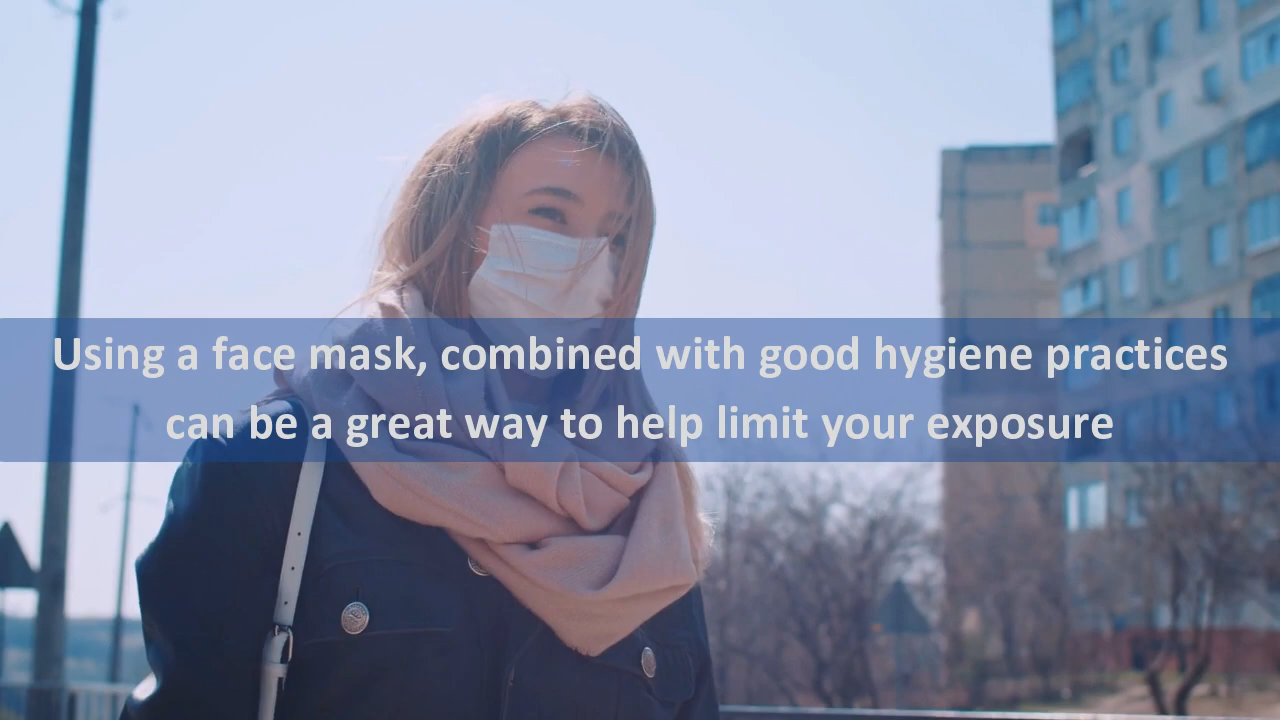 Using a face mask, combined with good hygiene practices
can be a great way to help limit your exposure